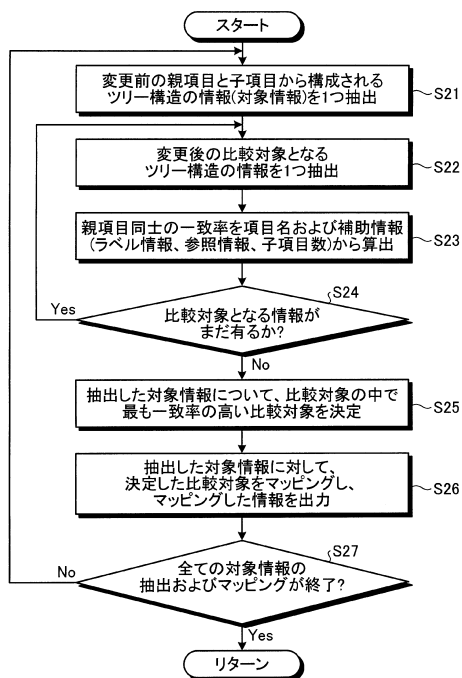 スタート
変更前の親項目と子項目から構成される
ツリー構造の情報(対象情報)を1つ抽出
S21
変更後の比較対象となる
ツリー構造の情報を1つ抽出
S22
親項目同士の一致率を項目名および補助情報
(ラベル情報、参照情報、子項目数)から算出
S23
S24
Yes
比較対象となる情報が
まだ有るか?
No
抽出した対象情報について、比較対象の中で
最も一致率の高い比較対象を決定
S25
抽出した対象情報に対して、
決定した比較対象をマッピングし、
マッピングした情報を出力
S26
S27
No
全ての対象情報の
抽出およびマッピングが終了?
Yes
リターン